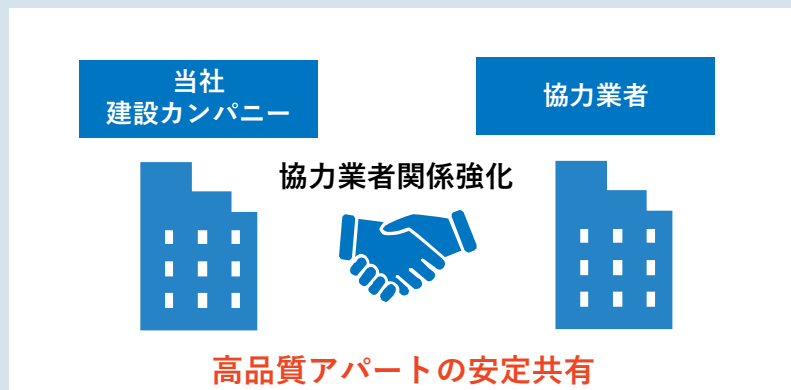 当社
建設カンパニー
協力業者
協力業者関係強化
高品質アパートの安定共有